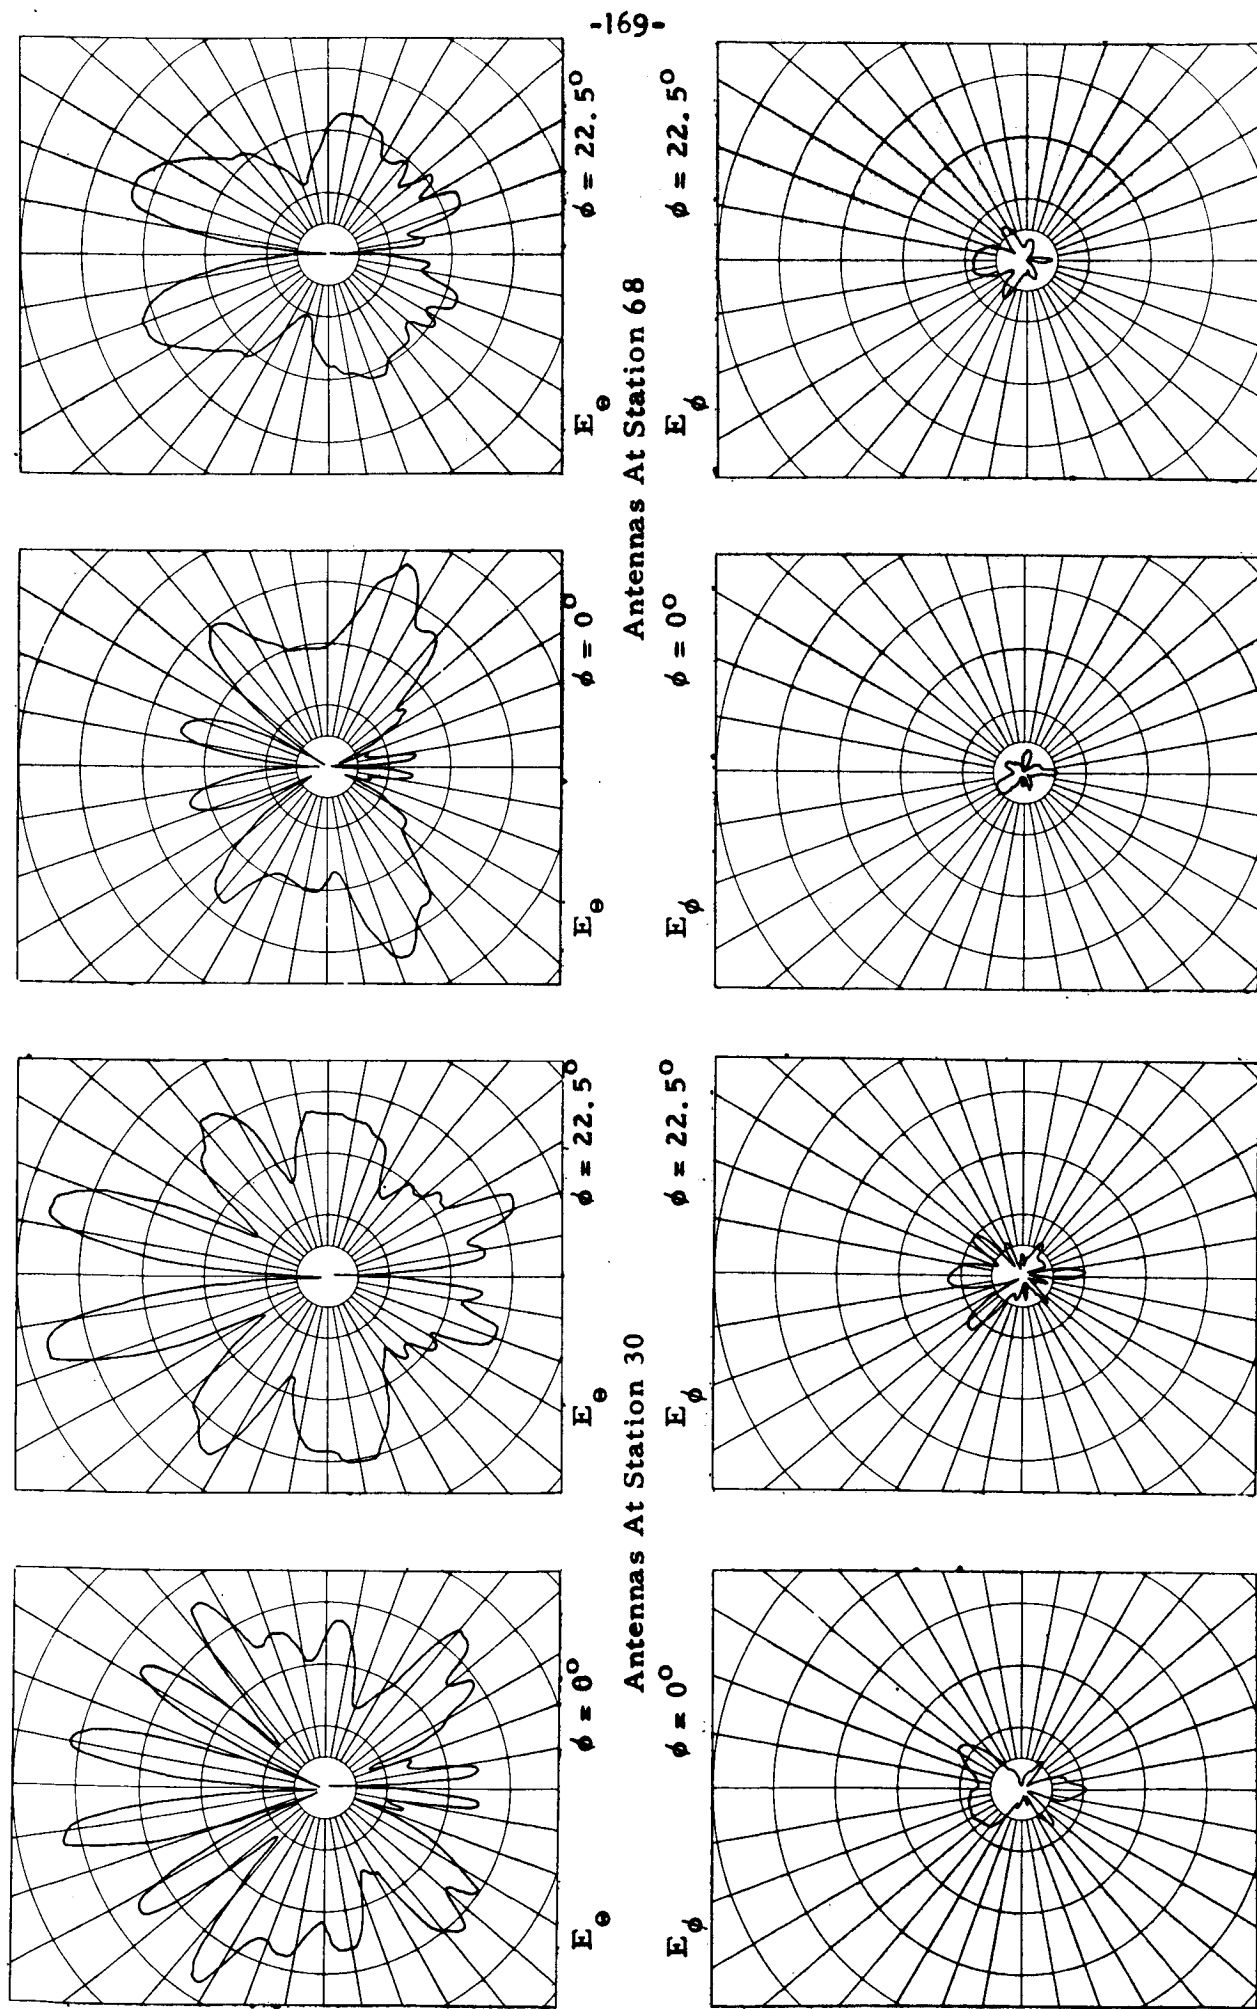 -169-
E_θ φ = 0°
E_θ φ = 22.5°
E_θ φ = 0°
E_θ φ = 22.5°
Antennas At Station 30
Antennas At Station 68
E_φ φ = 0°
E_φ φ = 22.5°
E_φ φ = 0°
E_φ φ = 22.5°